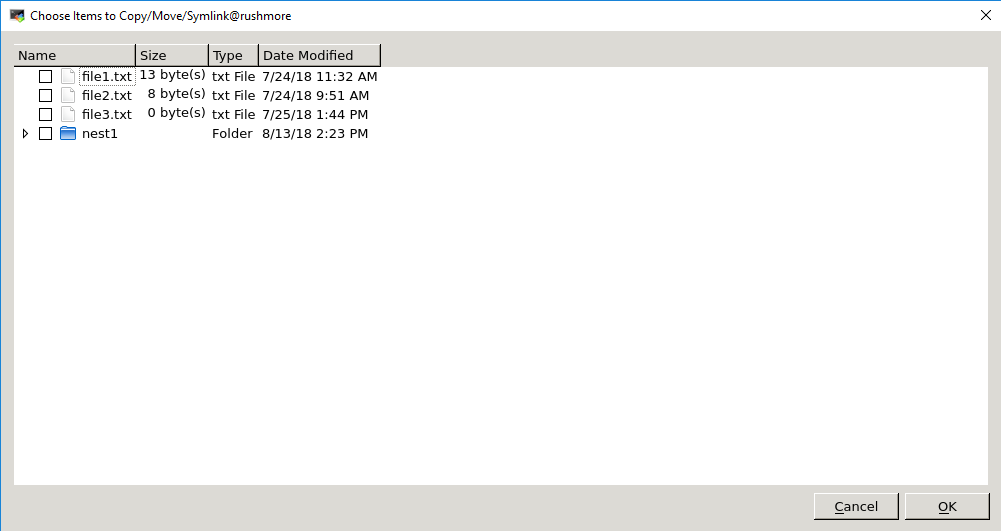 Choose Items to Copy/Move/Symlink@rushmore
Name Size Type Date Modified
file1.txt 13 byte(s) txt File 7/24/18 11:32 AM
file2.txt 8 byte(s) txt File 7/24/18 9:51 AM
file3.txt 0 byte(s) txt File 7/25/18 1:44 PM
nest1 Folder 8/13/18 2:23 PM
Cancel OK